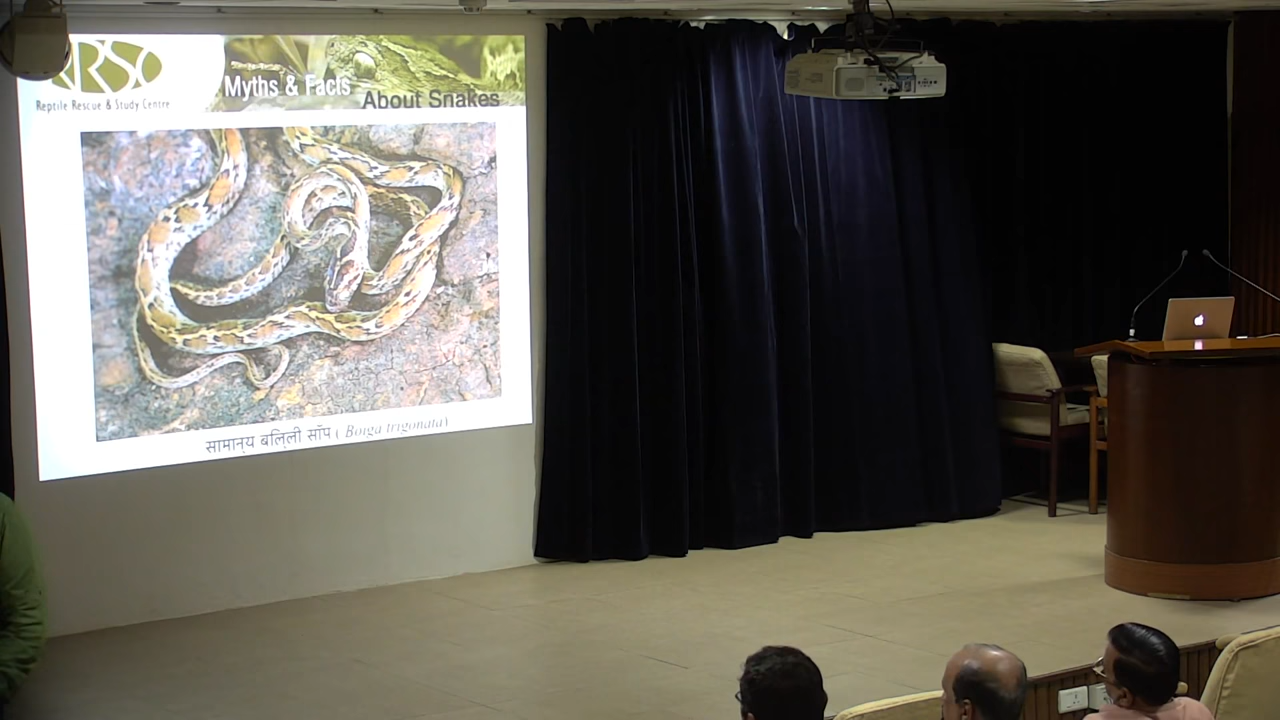 RRSC
Reptile Rescue & Study Centre
Myths & Facts
About Snakes
सामान्‌य बलि्ली सॉंप ( Boiga trigonata)